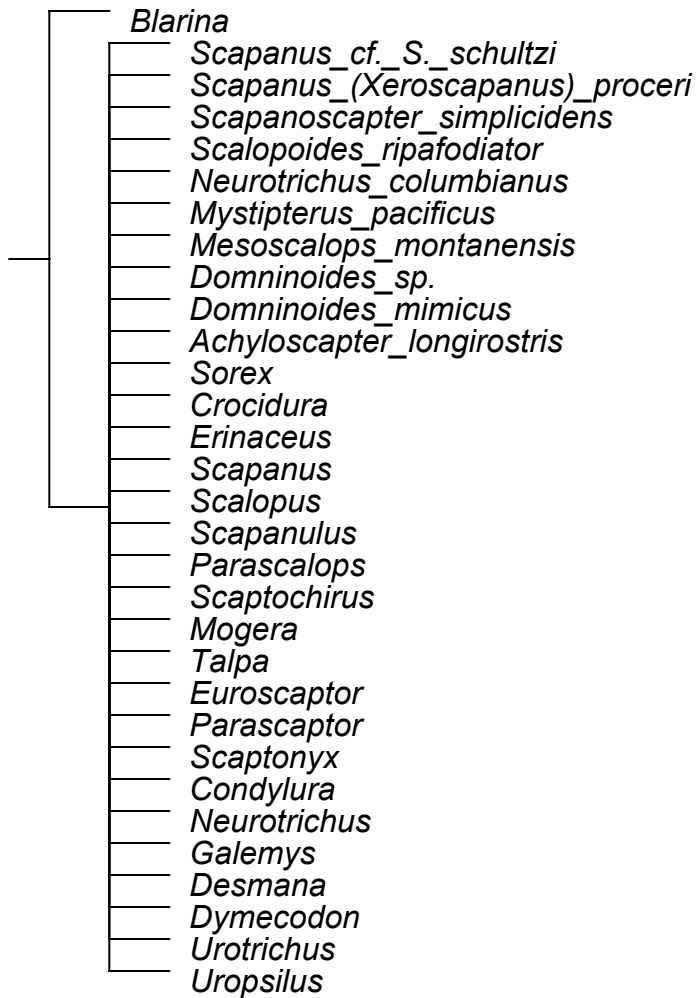 Blarina
Scapanus_cf._S._schultzi
Scapanus_(Xeroscapanus)_proceri
Scapanoscapter_simplicidens
Scalopoides_ripafodiator
Neurotrichus_columbianus
Mystipterus_pacificus
Mesoscalops_montanensis
Domninoides_sp.
Domninoides_mimicus
Achyloscapter_longirostris
Sorex
Crocidura
Erinaceus
Scapanus
Scalopus
Scapanulus
Parascalops
Scaptochirus
Mogera
Talpa
Euroscaptor
Parascaptor
Scaptonyx
Condylura
Neurotrichus
Galemys
Desmana
Dymecodon
Urotrichus
Uropsilus